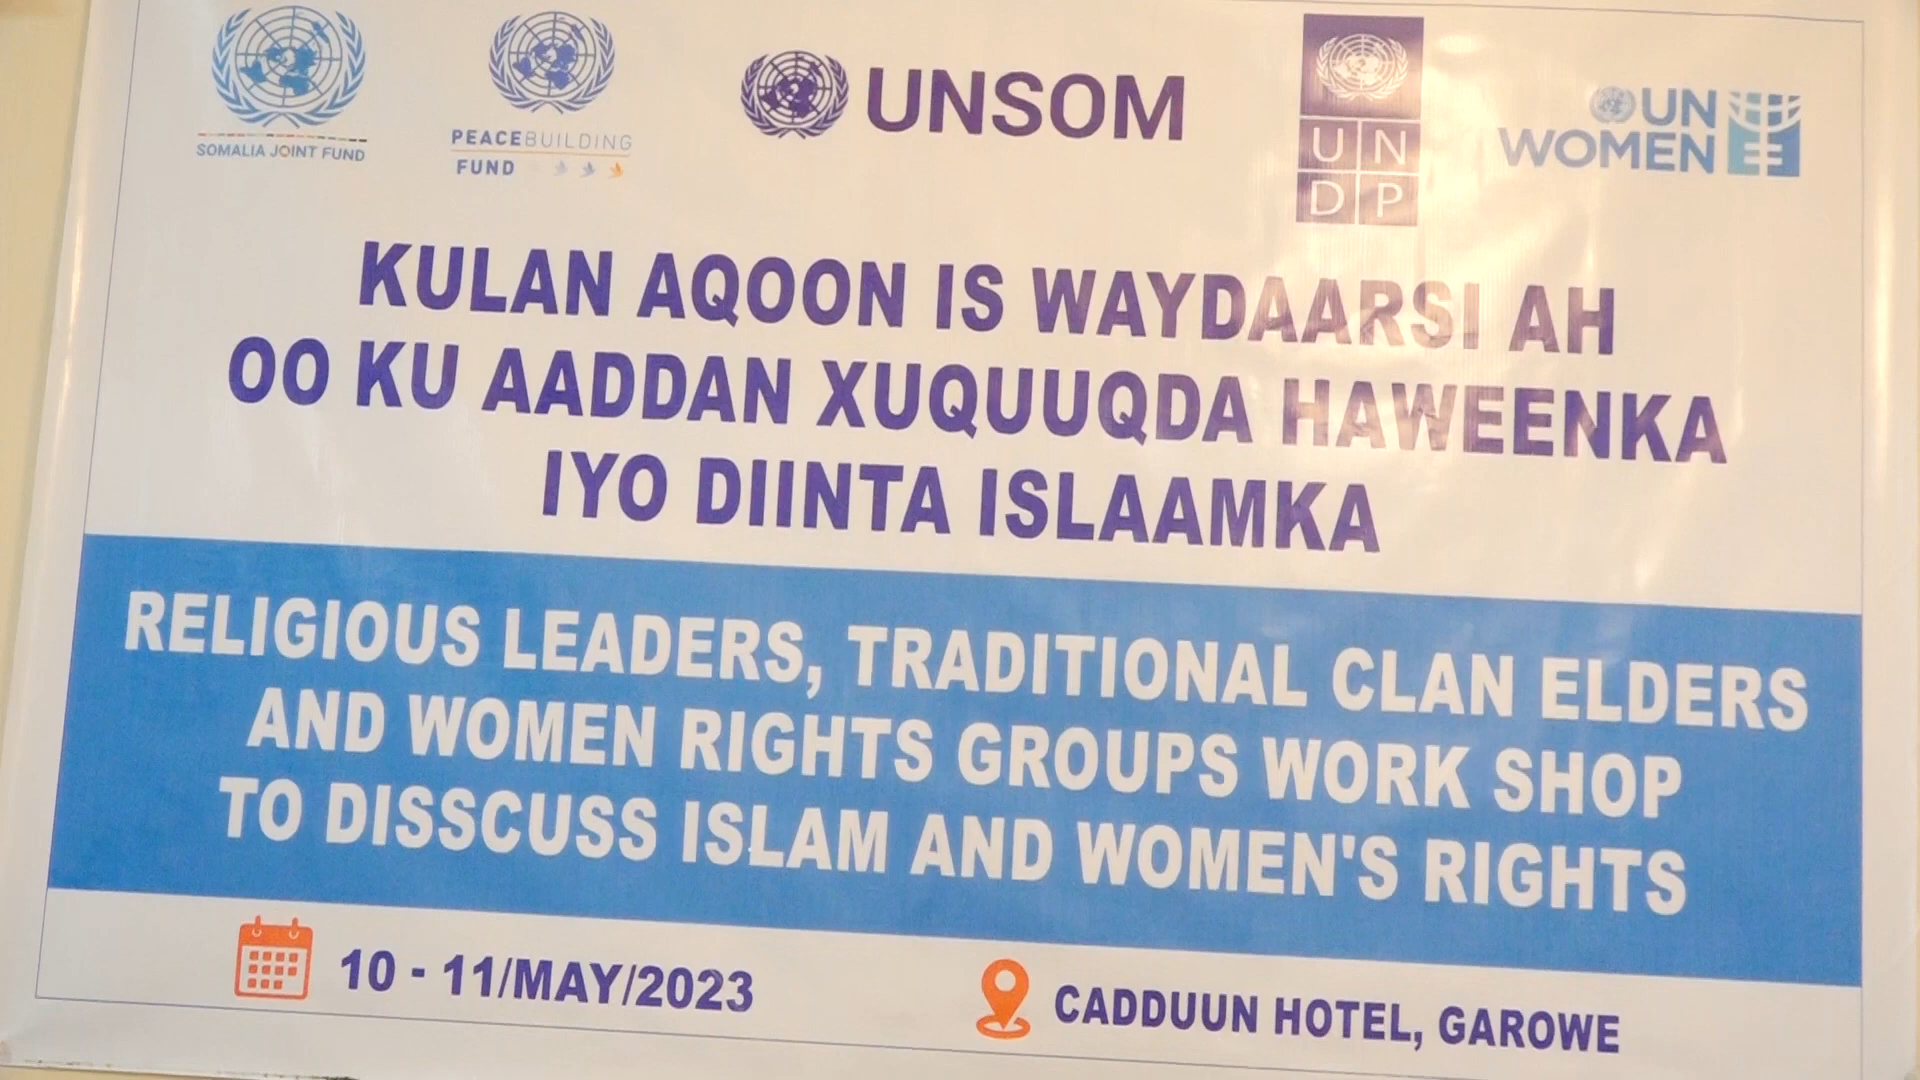 SOMALIA JOINT FUND
PEACEBUILDING
FUND
UNSOM
UN
DP
UN
WOMEN
KULAN AQOON IS WAYDAARSI AH
OO KU AADDAN XUQUUQDA HAWEENKA
IYO DIINTA ISLAAMKA
RELIGIOUS LEADERS, TRADITIONAL CLAN ELDERS
AND WOMEN RIGHTS GROUPS WORK SHOP
TO DISSCUSS ISLAM AND WOMEN'S RIGHTS
10 - 11/MAY/2023
CADDUUN HOTEL, GAROWE